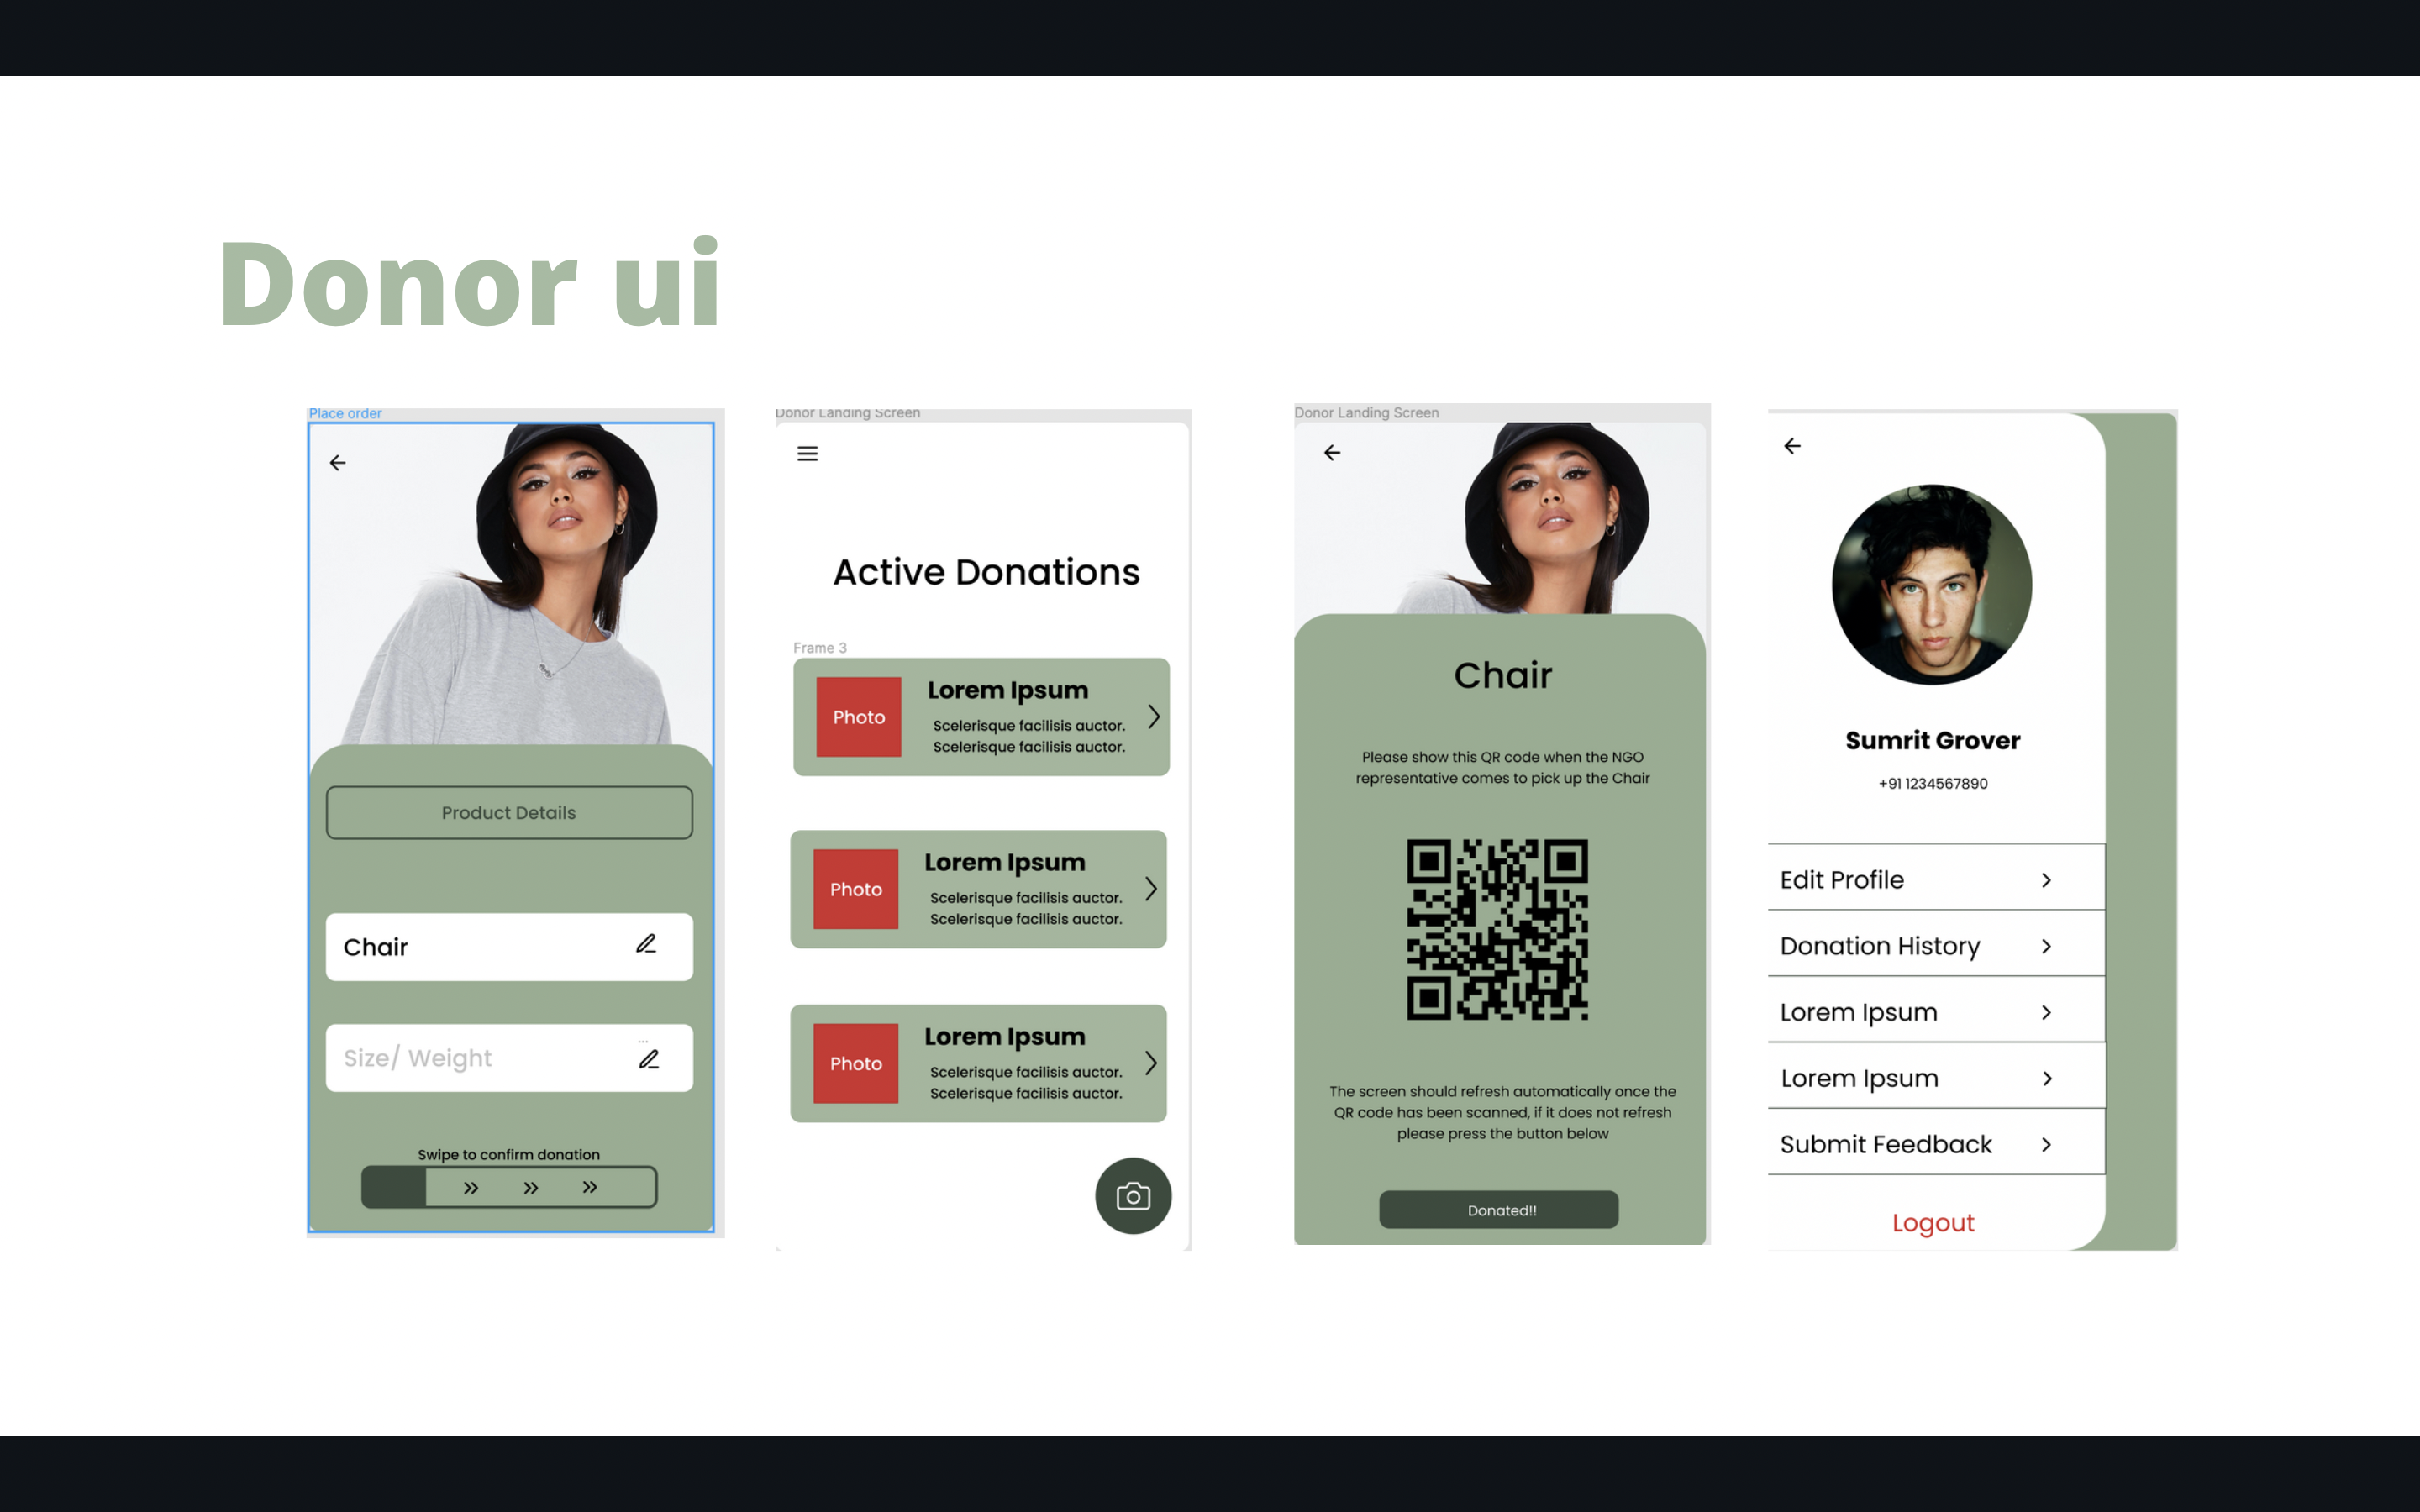 Donor ui
Place order
Product Details
Chair
Size/ Weight
Swipe to confirm donation
Donor Landing Screen
Active Donations
Frame 3
Photo
Lorem Ipsum
Scelerisque facilisis auctor.
Scelerisque facilisis auctor.
Photo
Lorem Ipsum
Scelerisque facilisis auctor.
Scelerisque facilisis auctor.
Photo
Lorem Ipsum
Scelerisque facilisis auctor.
Scelerisque facilisis auctor.
Donor Landing Screen
Chair
Please show this QR code when the NGO
representative comes to pick up the Chair
The screen should refresh automatically once the
QR code has been scanned, if it does not refresh
please press the button below
Donated!!
Sumrit Grover
+91 1234567890
Edit Profile
Donation History
Lorem Ipsum
Lorem Ipsum
Submit Feedback
Logout